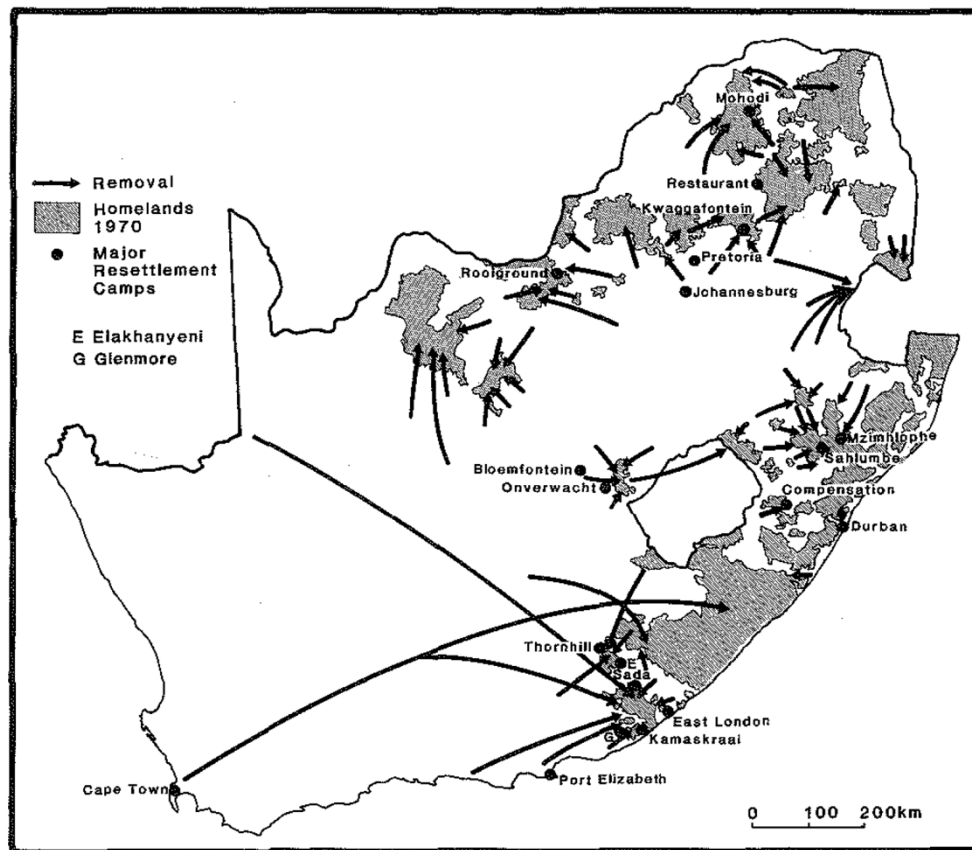 Removal
Homelands
1970
Major
Resettlement
Camps
E Elakhanyeni
G Glenmore
Mohodi
Restaurant
Kwaggafontein
Pretoria
Rooiground
Johannesburg
Mzimhlophe
Sahlumbe
Bloemfontein
Onverwacht
Compensation
Durban
Thornhill
E
Sada
East London
G
Kamaskraal
Port Elizabeth
Cape Town
0 100 200km